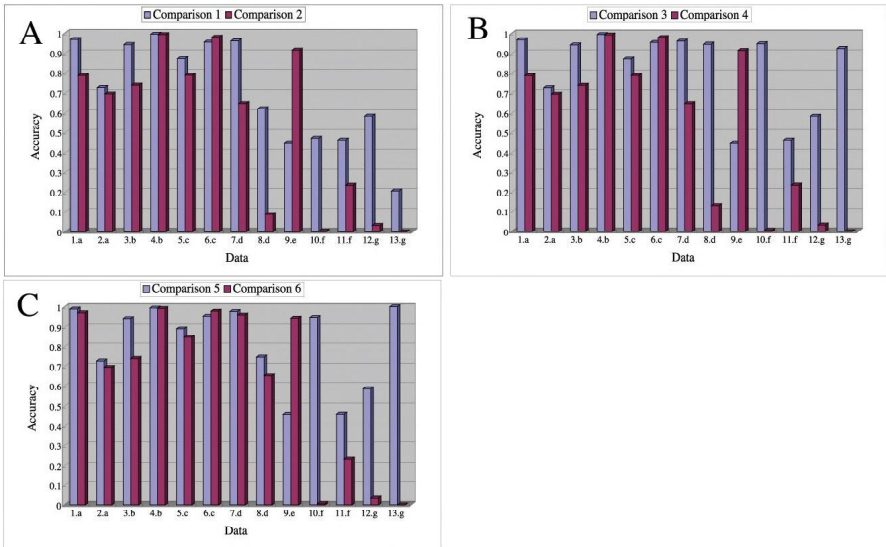 A
Comparison 1 Comparison 2
1
0.9
0.8
0.7
0.6
0.5
0.4
0.3
0.2
0.1
0
Accuracy
1.a 2.a 3.b 4.b 5.c 6.c 7.d 8.d 9.e 10.f 11.f 12.g 13.g
Data
B
Comparison 3 Comparison 4
1
0.9
0.8
0.7
0.6
0.5
0.4
0.3
0.2
0.1
0
Accuracy
1.a 2.a 3.b 4.b 5.c 6.c 7.d 8.d 9.e 10.f 11.f 12.g 13.g
Data
C
Comparison 5 Comparison 6
1
0.9
0.8
0.7
0.6
0.5
0.4
0.3
0.2
0.1
0
Accuracy
1.a 2.a 3.b 4.b 5.c 6.c 7.d 8.d 9.e 10.f 11.f 12.g 13.g
Data